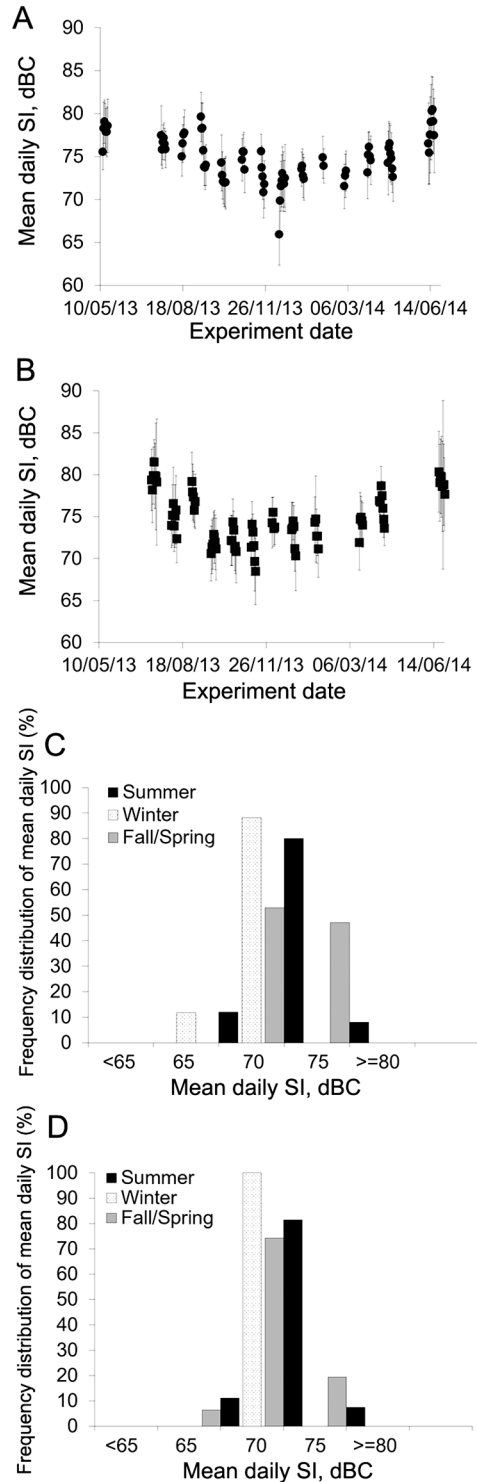 A
Mean daily SI, dBC
90
85
80
75
70
65
60
10/05/13 18/08/13 26/11/13 06/03/14 14/06/14
Experiment date
B
Mean daily SI, dBC
90
85
80
75
70
65
60
10/05/13 18/08/13 26/11/13 06/03/14 14/06/14
Experiment date
C
Frequency distribution of mean daily SI (%)
100
90
80
70
60
50
40
30
20
10
0
Summer
Winter
Fall/Spring
<65 65 70 75 >=80
Mean daily SI, dBC
D
Frequency distribution of mean daily SI (%)
100
90
80
70
60
50
40
30
20
10
0
Summer
Winter
Fall/Spring
<65 65 70 75 >=80
Mean daily SI, dBC